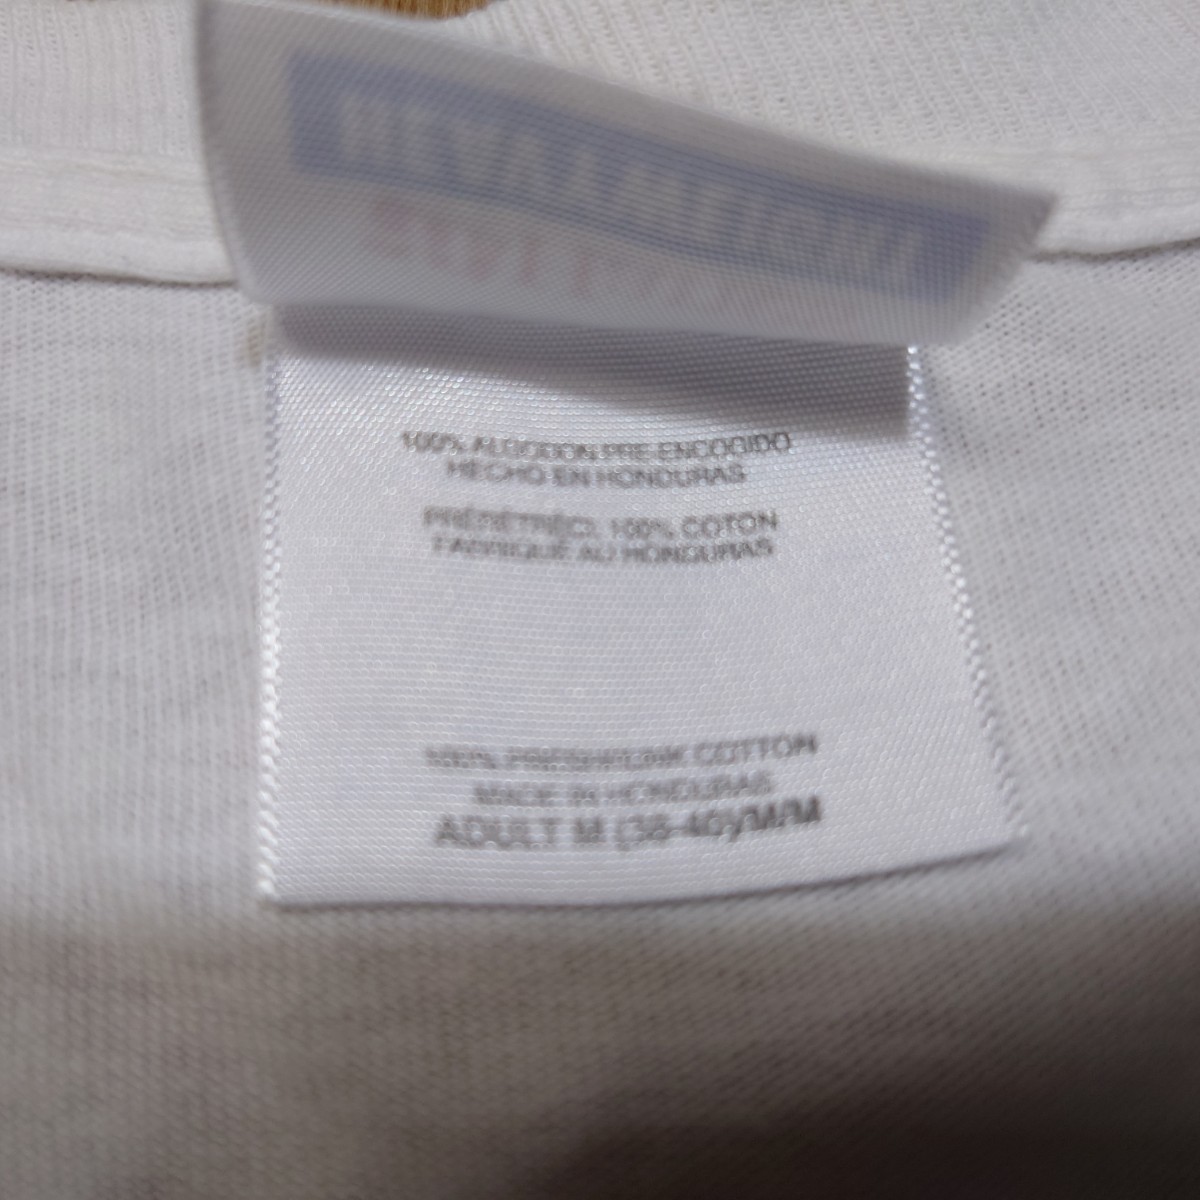 100% ALGODON PRE-ENCOGIDO
HECHO EN HONDURAS
PRÉRÉTRÉCI, 100% COTON
FABRIQUÉ AU HONDURAS
100% PRESHRUNK COTTON
MADE IN HONDURAS
ADULT M (38-40)/M/M